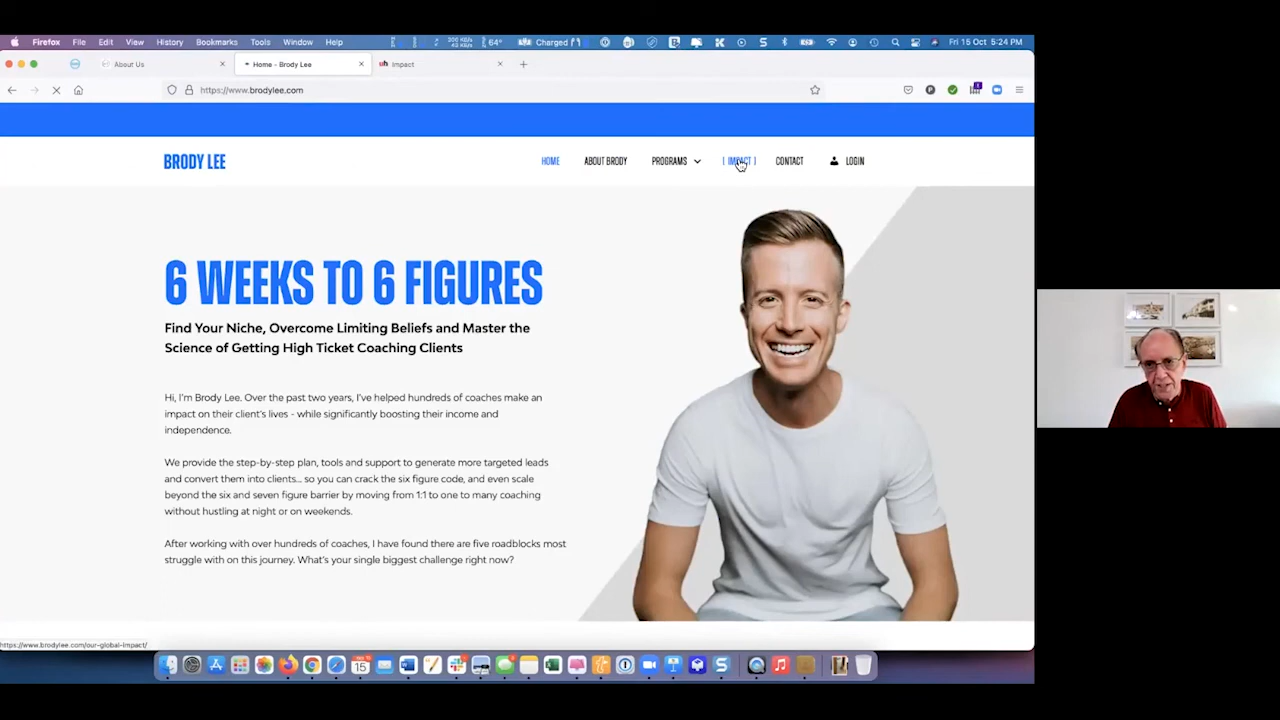 Firefox File Edit View History Bookmarks Tools Window Help
64° Charged Fri 15 Oct 5:24 PM
About Us Home - Brody Lee Impact
https://www.brodylee.com
BRODY LEE HOME ABOUT BRODY PROGRAMS [ IMPACT ] CONTACT LOGIN
6 WEEKS TO 6 FIGURES
Find Your Niche, Overcome Limiting Beliefs and Master the
Science of Getting High Ticket Coaching Clients
Hi, I'm Brody Lee. Over the past two years, I've helped hundreds of coaches make an
impact on their client's lives - while significantly boosting their income and
independence.
We provide the step-by-step plan, tools and support to generate more targeted leads
and convert them into clients... so you can crack the six figure code, and even scale
beyond the six and seven figure barrier by moving from 1:1 to one to many coaching
without hustling at night or on weekends.
After working with over hundreds of coaches, I have found there are five roadblocks most
struggle with on this journey. What's your single biggest challenge right now?
https://www.brodylee.com/our-global-impact/